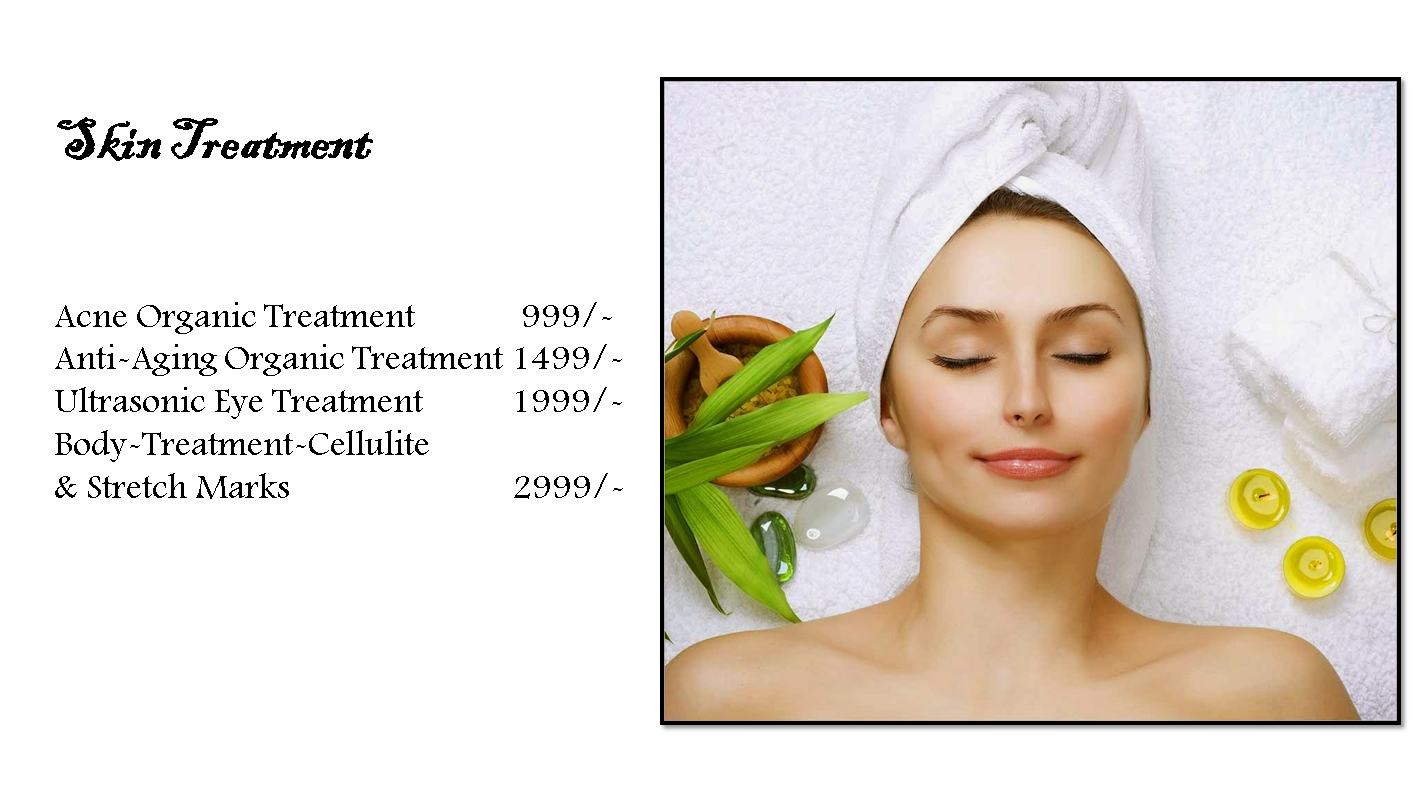 Skin Treatment
Acne Organic Treatment 999/-
Anti-Aging Organic Treatment 1499/-
Ultrasonic Eye Treatment 1999/-
Body-Treatment-Cellulite
& Stretch Marks 2999/-